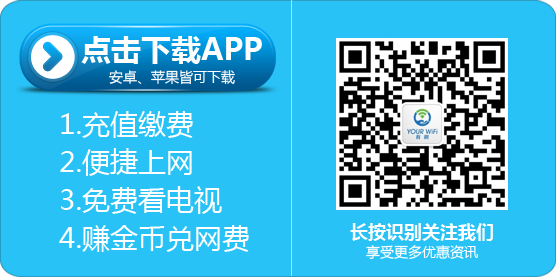 点击下载APP
安卓、苹果皆可下载
1.充值缴费
2.便捷上网
3.免费看电视
4.赚金币兑网费
YOUR WiFi
有网
长按识别关注我们
享受更多优惠资讯